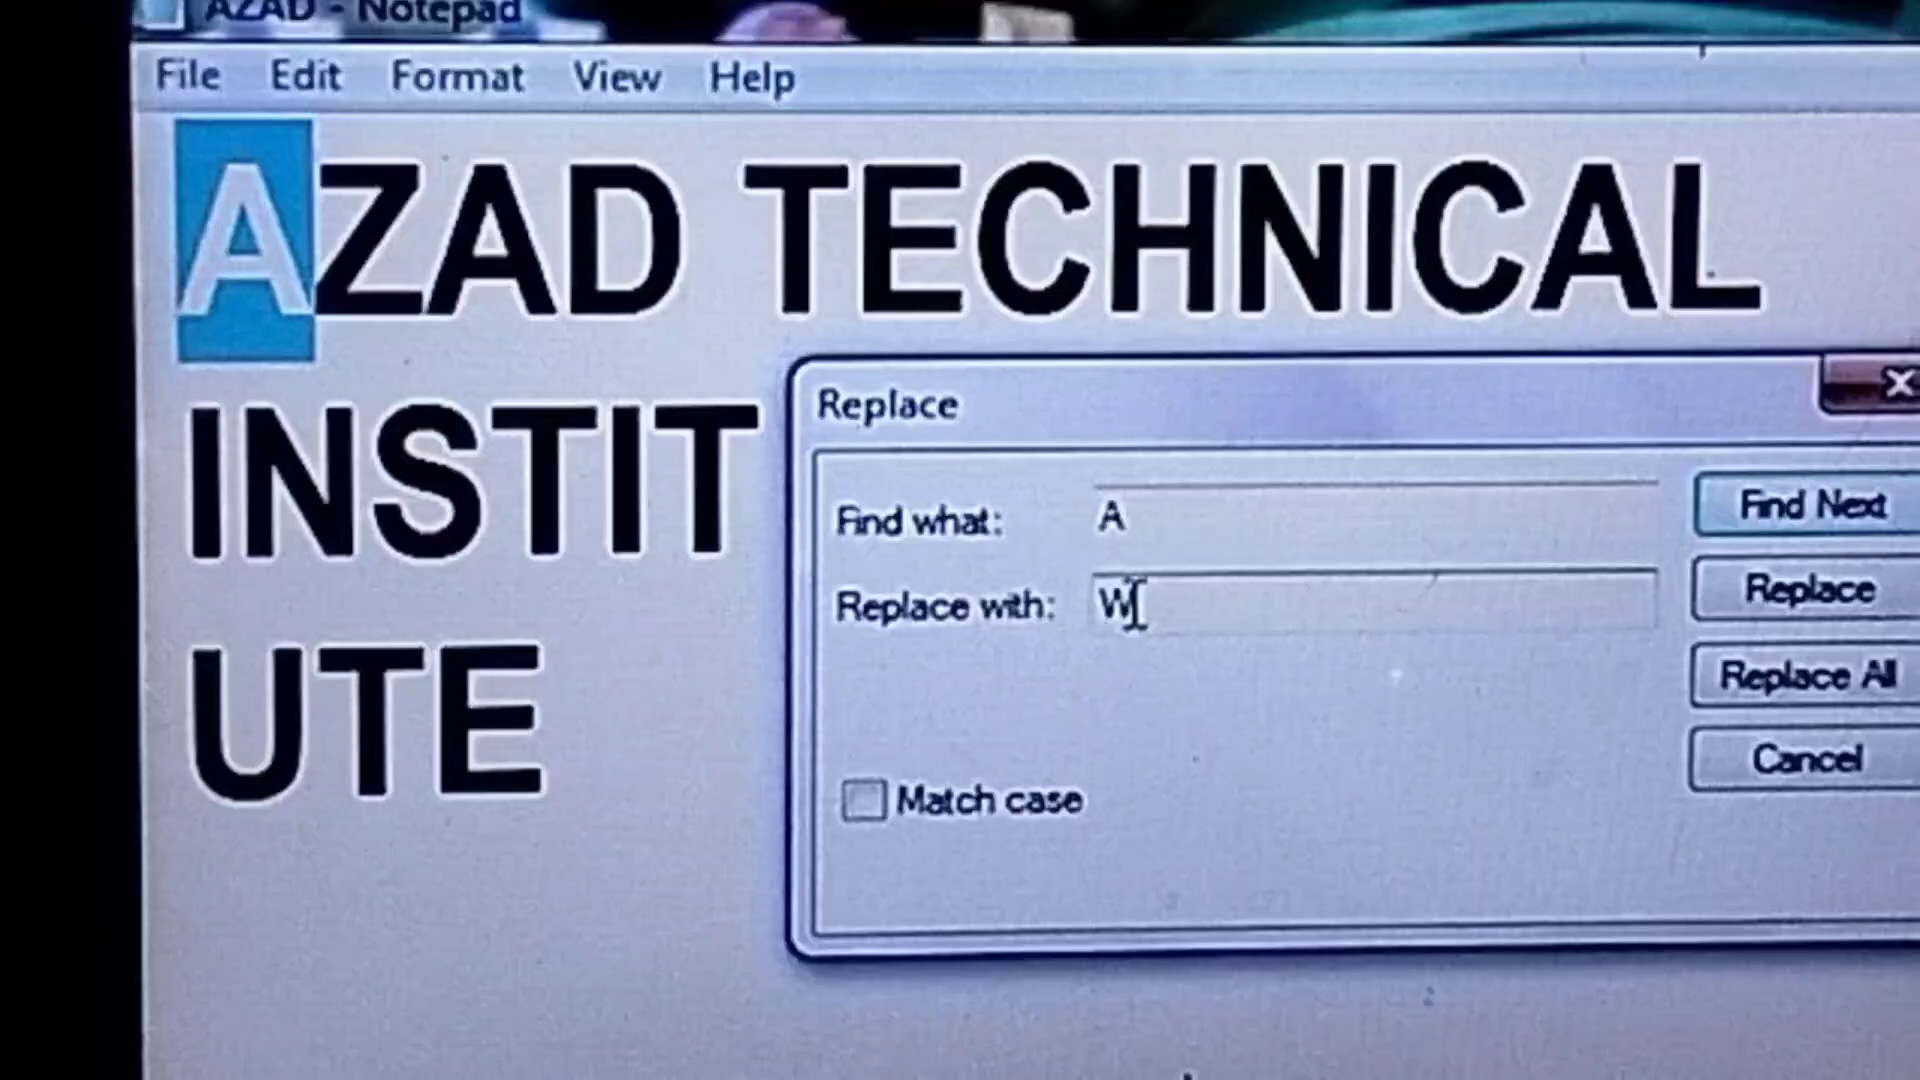 AZAD - Notepad
File Edit Format View Help
AZAD TECHNICAL
INSTIT
UTE
Replace
Find what: A
Find Next
Replace with: W
Replace
Replace All
Match case
Cancel